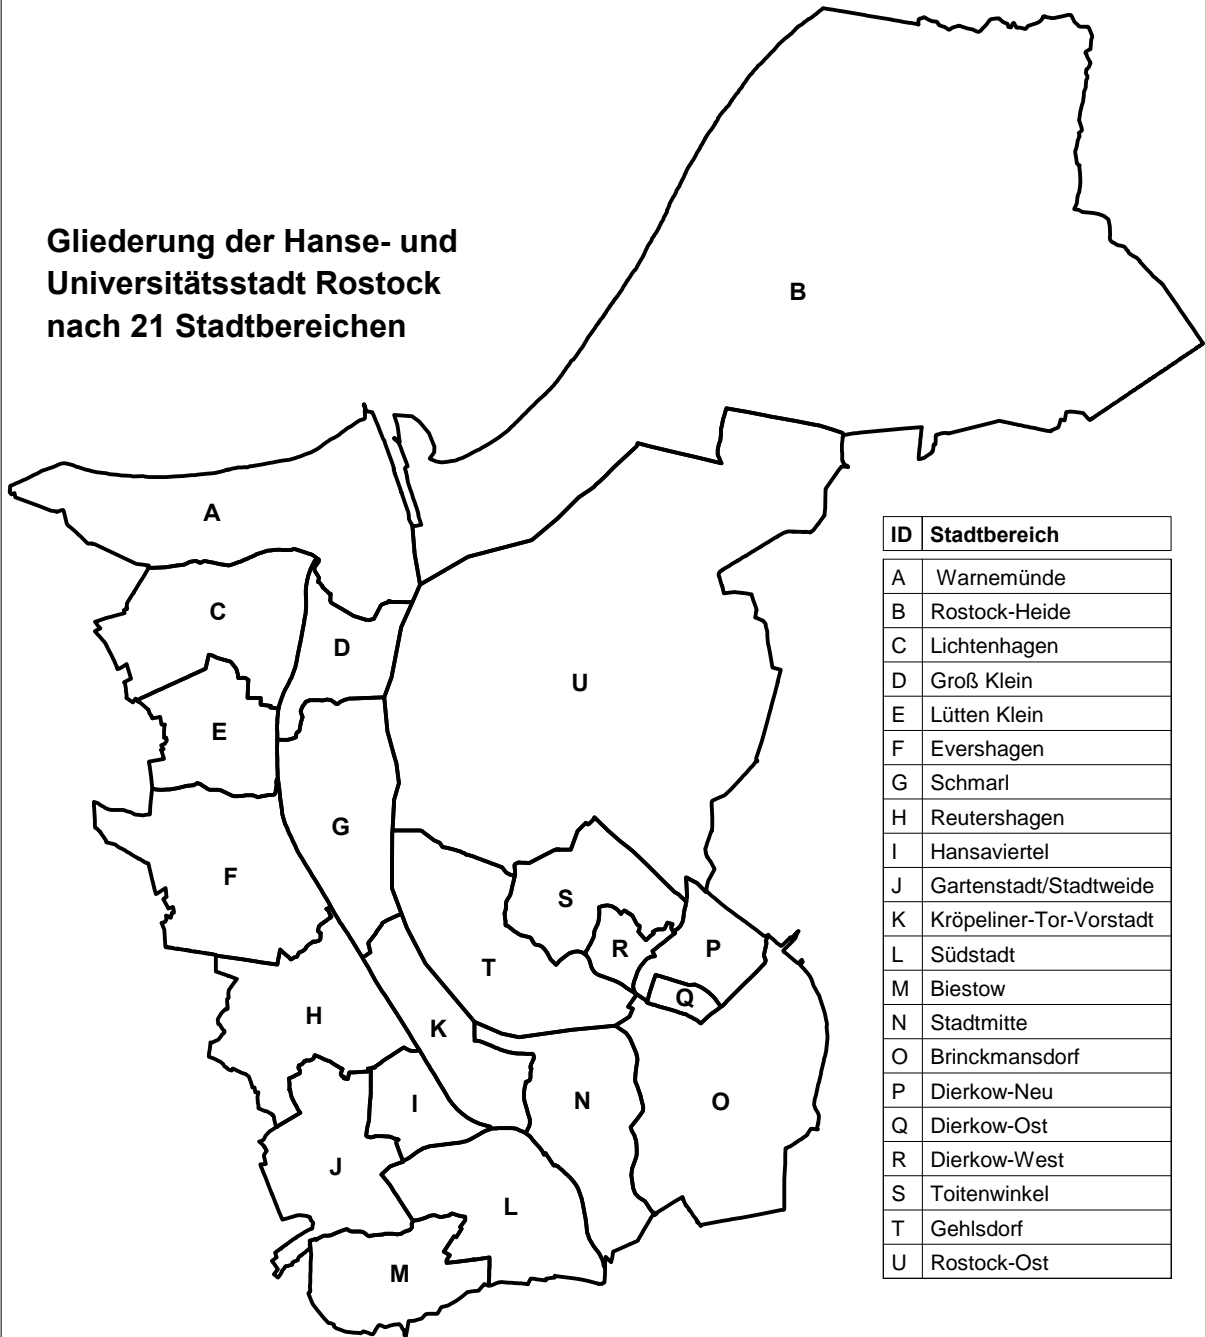 Gliederung der Hanse- und
Universitätsstadt Rostock
nach 21 Stadtbereichen
B
A
C
D
U
E
G
F
S
R
P
T
Q
H
K
I
N
O
J
L
M
ID Stadtbereich
A Warnemünde
B Rostock-Heide
C Lichtenhagen
D Groß Klein
E Lütten Klein
F Evershagen
G Schmarl
H Reutershagen
I Hansaviertel
J Gartenstadt/Stadtweide
K Kröpeliner-Tor-Vorstadt
L Südstadt
M Biestow
N Stadtmitte
O Brinckmansdorf
P Dierkow-Neu
Q Dierkow-Ost
R Dierkow-West
S Toitenwinkel
T Gehlsdorf
U Rostock-Ost